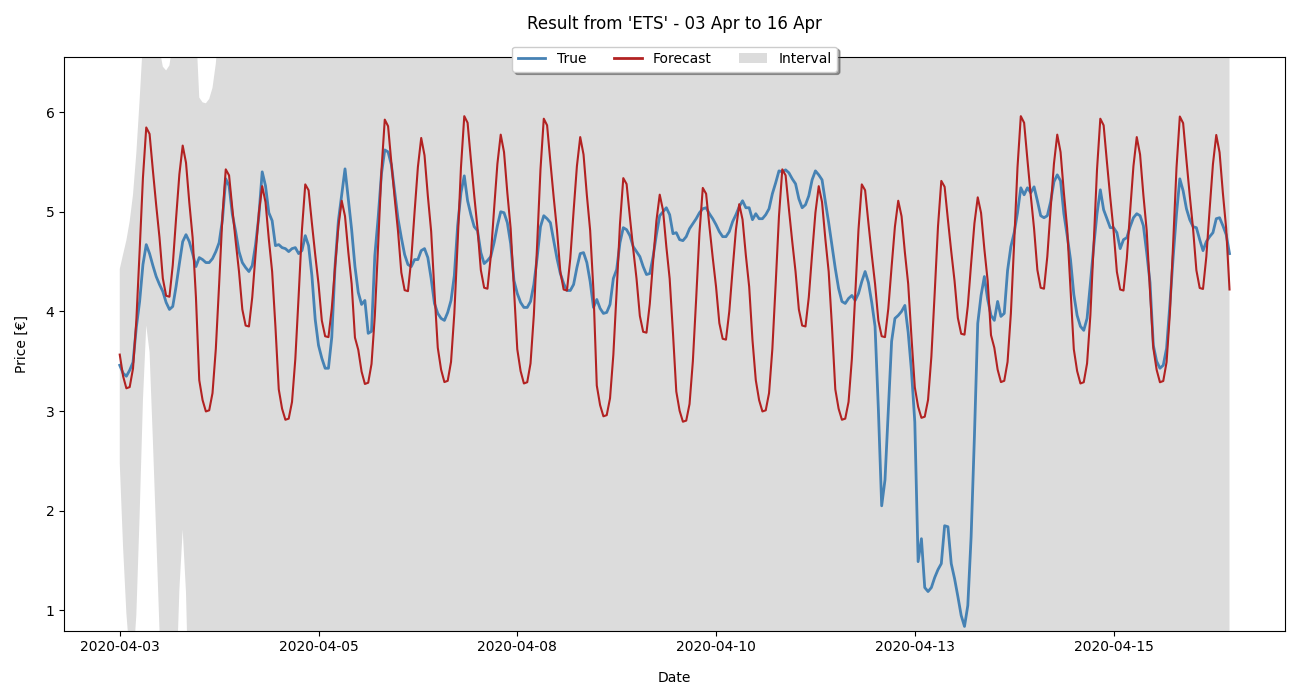 Result from 'ETS' - 03 Apr to 16 Apr
True Forecast Interval
Price [€]
6
5
4
3
2
1
2020-04-03 2020-04-05 2020-04-08 2020-04-10 2020-04-13 2020-04-15
Date